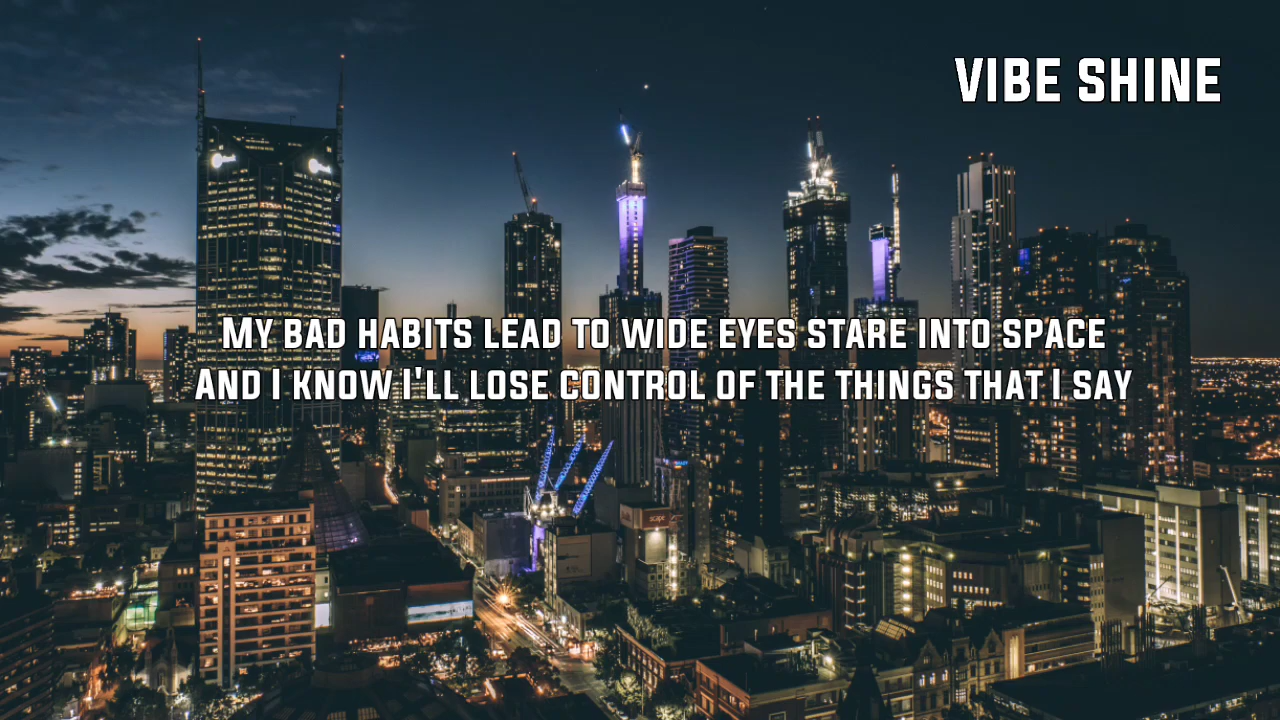 VIBE SHINE
MY BAD HABITS LEAD TO WIDE EYES STARE INTO SPACE
AND I KNOW I'LL LOSE CONTROL OF THE THINGS THAT I SAY